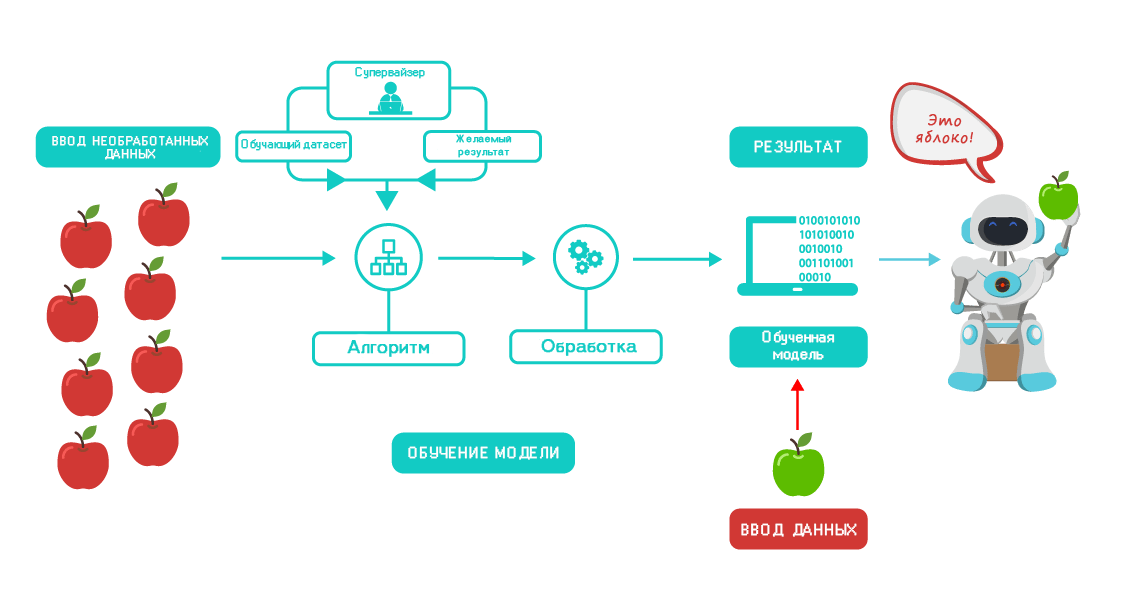 Супервайзер
ВВОД НЕОБРАБОТАННЫХ
ДАННЫХ
Обучающий датасет
Желаемый
результат
РЕЗУЛЬТАТ
Это
яблоко!
0100101010
101010010
0010010
001101001
00010
Алгоритм
Обработка
Обученная
модель
ОБУЧЕНИЕ МОДЕЛИ
ВВОД ДАННЫХ